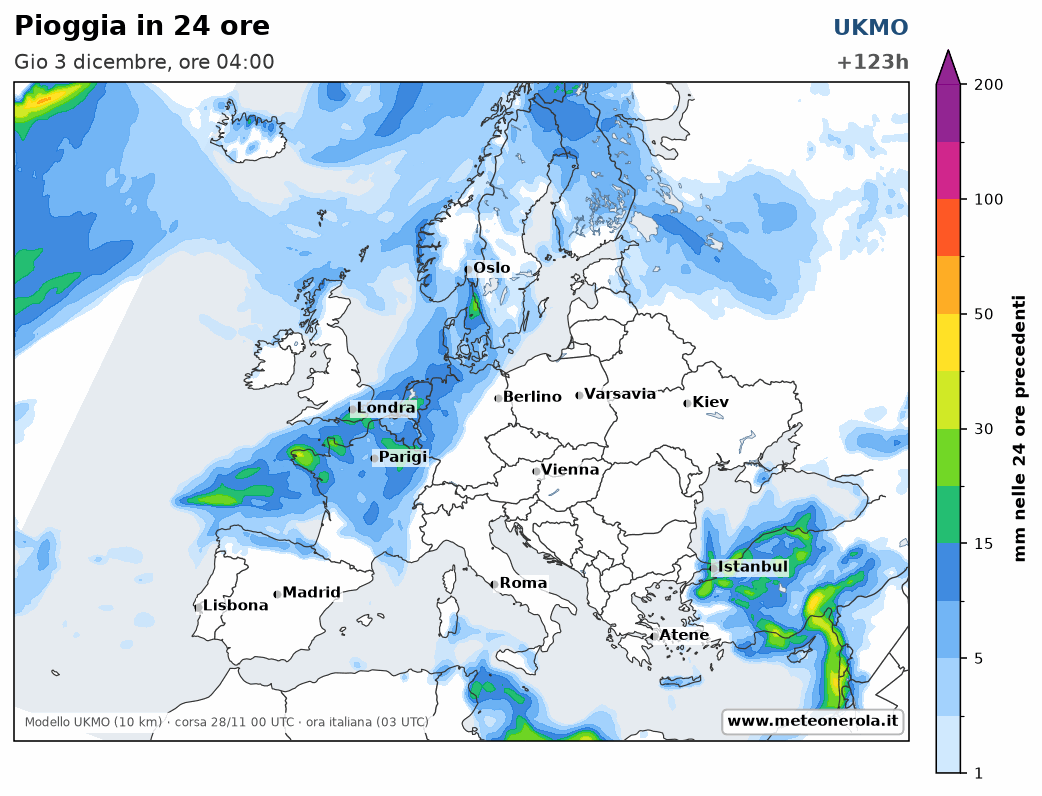 Pioggia in 24 ore
UKMO
Gio 3 dicembre, ore 04:00
+123h
200
100
50
30
15
5
1
mm nelle 24 ore precedenti
Oslo
Berlino
Varsavia
Kiev
Londra
Parigi
Vienna
Istanbul
Roma
Madrid
Lisbona
Atene
Modello UKMO (10 km) · corsa 28/11 00 UTC · ora italiana (03 UTC)
www.meteonerola.it